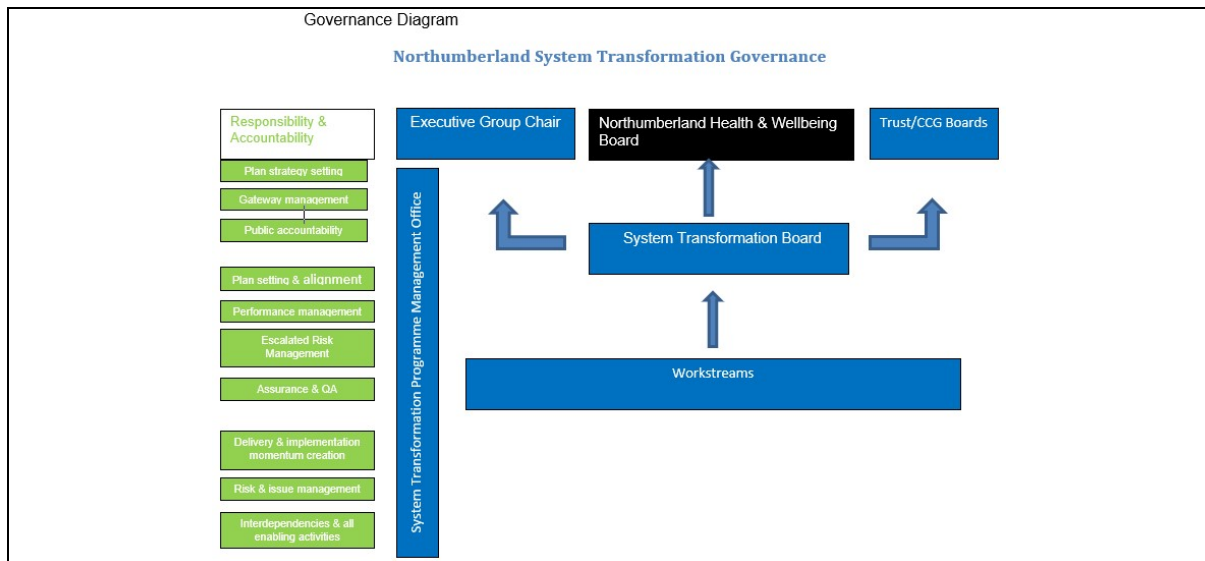 Governance Diagram
Northumberland System Transformation Governance
Responsibility &
Accountability
Executive Group Chair
Northumberland Health & Wellbeing
Board
Trust/CCG Boards
Plan strategy setting
Gateway management
Public accountability
System Transformation Board
Plan setting & alignment
Performance management
Escalated Risk
Management
Assurance & QA
Workstreams
Delivery & implementation
momentum creation
Risk & issue management
Interdependencies & all
enabling activities
System Transformation Programme Management Office